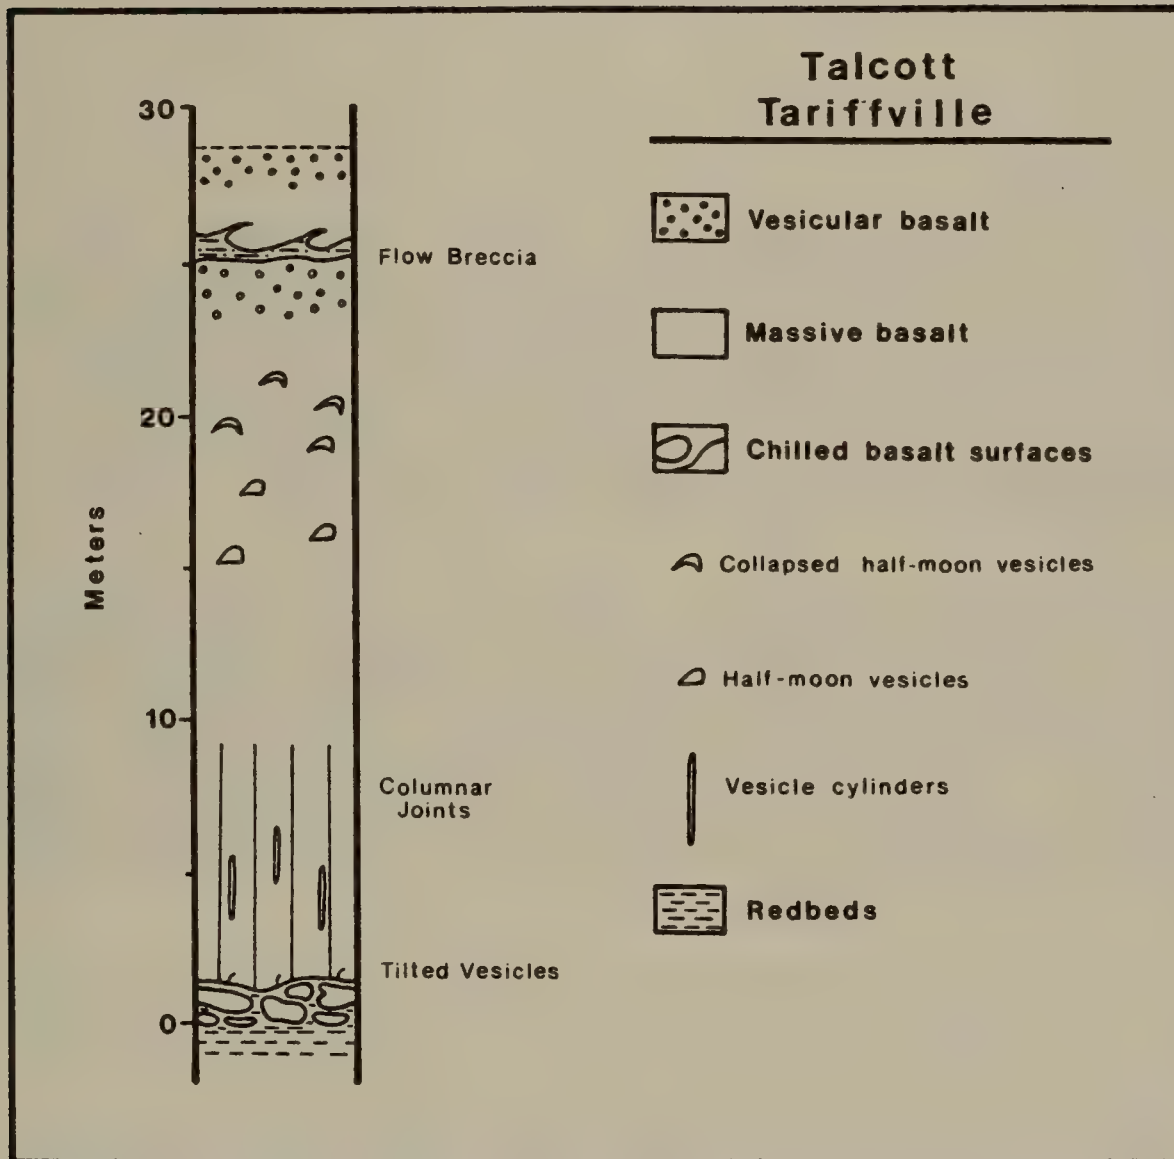 Talcott
Tariffville
30
20
10
0
Meters
Flow Breccia
Columnar
Joints
Tilted Vesicles
Vesicular basalt
Massive basalt
Chilled basalt surfaces
Collapsed half-moon vesicles
Half-moon vesicles
Vesicle cylinders
Redbeds